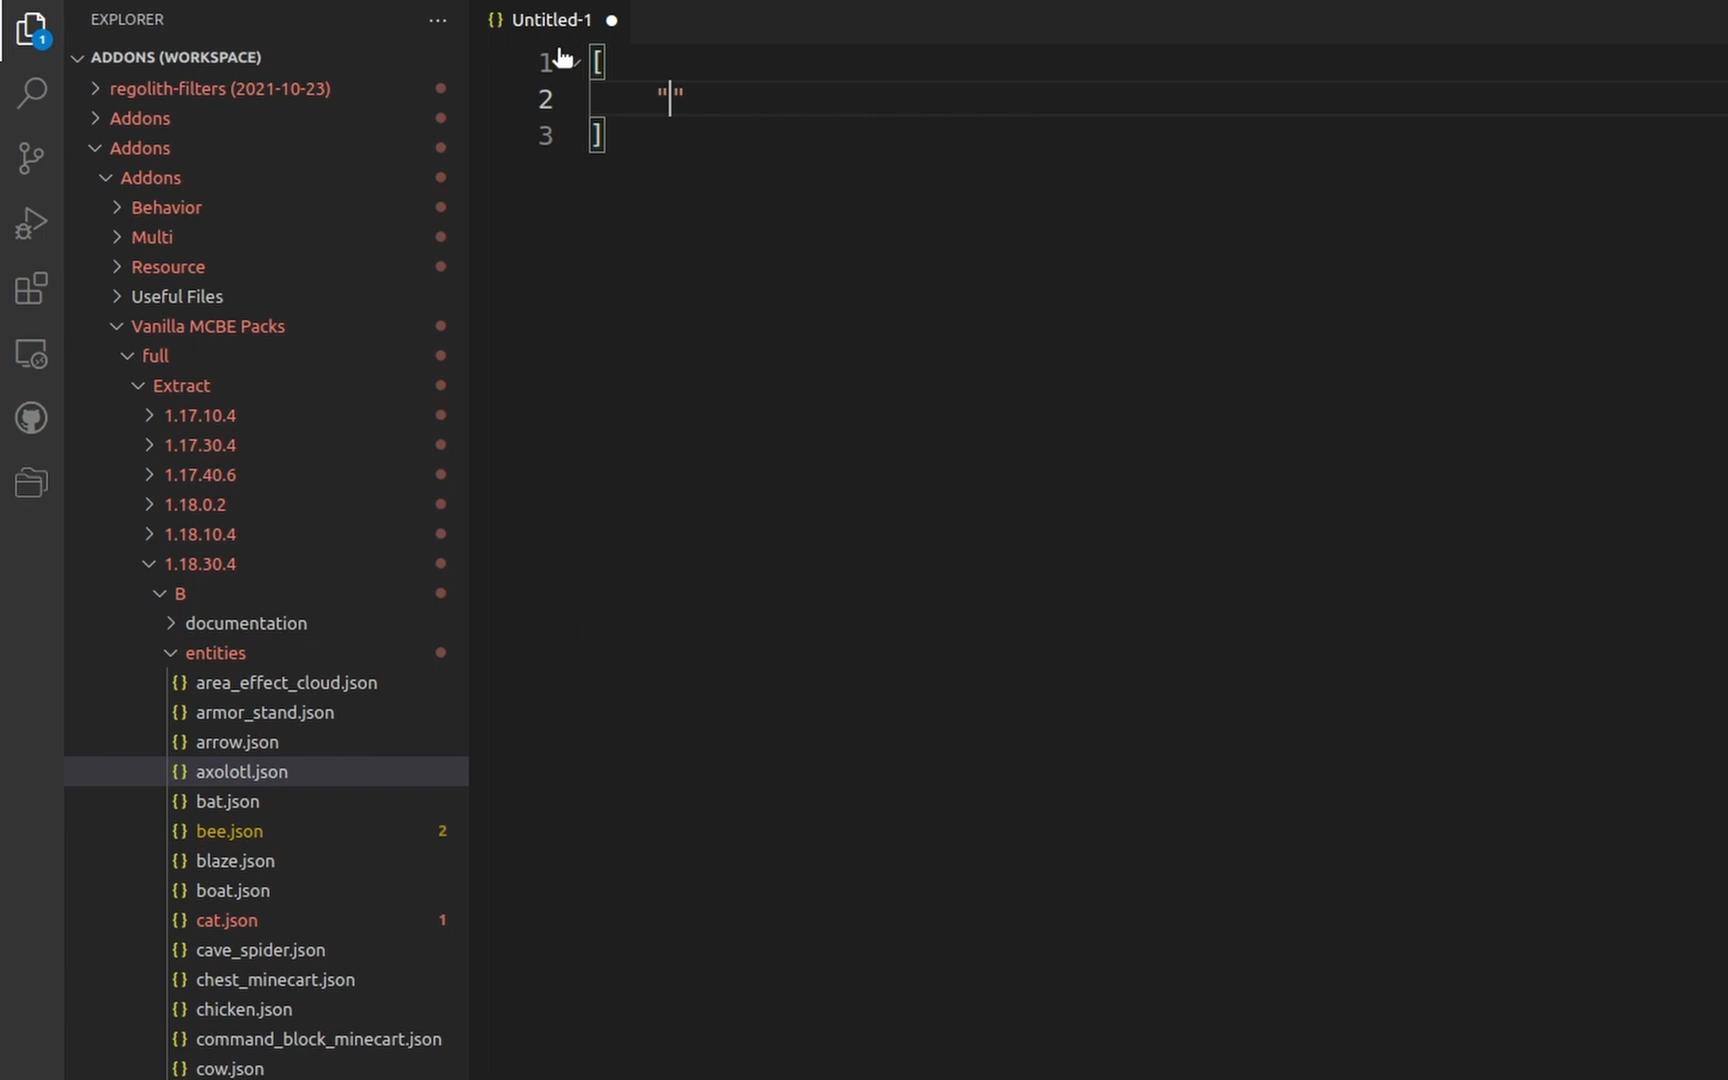 EXPLORER
ADDONS (WORKSPACE)
regolith-filters (2021-10-23)
Addons
Addons
Addons
Behavior
Multi
Resource
Useful Files
Vanilla MCBE Packs
full
Extract
1.17.10.4
1.17.30.4
1.17.40.6
1.18.0.2
1.18.10.4
1.18.30.4
B
documentation
entities
{} area_effect_cloud.json
{} armor_stand.json
{} arrow.json
{} axolotl.json
{} bat.json
{} bee.json 2
{} blaze.json
{} boat.json
{} cat.json 1
{} cave_spider.json
{} chest_minecart.json
{} chicken.json
{} command_block_minecart.json
{} cow.json
1
{} Untitled-1
1 [
2 ""
3 ]